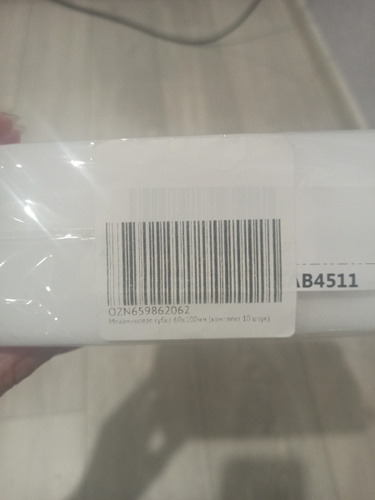 AB4511
OZN659862062
Меламиновая губка 60х100мм (комплект 10 штук)